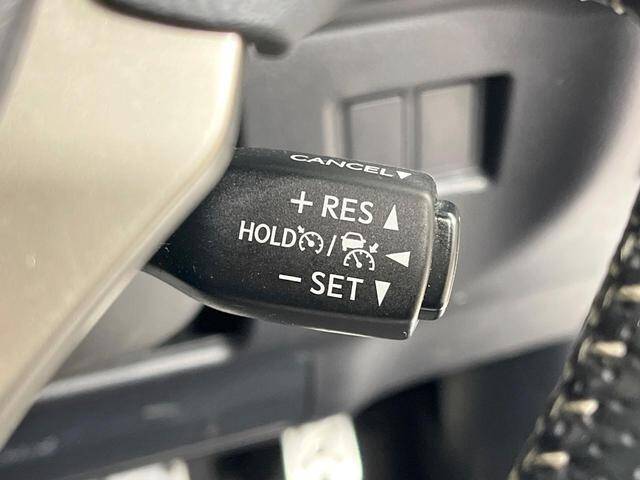 CANCEL▼
+ RES ▲
HOLD / ◀
− SET ▼